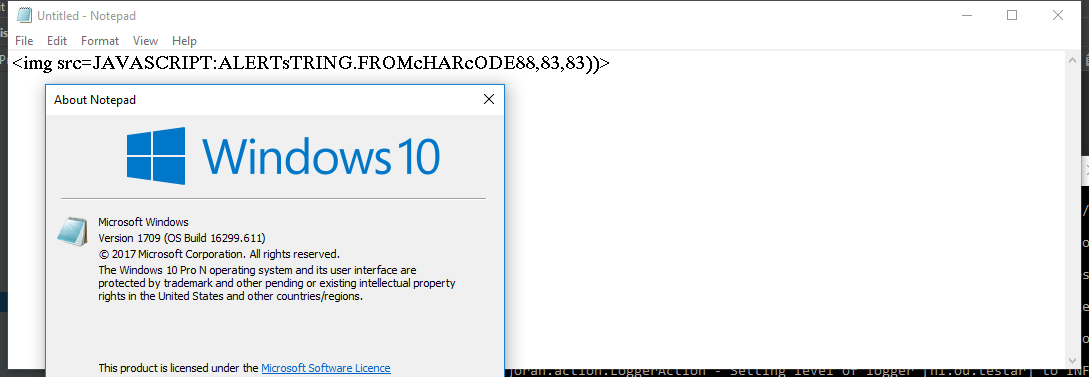 Untitled - Notepad
File Edit Format View Help
<img src=JAVASCRIPT:ALERTsTRING.FROMcHARcODE88,83,83))>
About Notepad
Windows 10
Microsoft Windows
Version 1709 (OS Build 16299.611)
© 2017 Microsoft Corporation. All rights reserved.
The Windows 10 Pro N operating system and its user interface are
protected by trademark and other pending or existing intellectual property
rights in the United States and other countries/regions.
This product is licensed under the Microsoft Software Licence
joran.action.LoggerAction - Setting level of logger [nl.ou.testar] to INF